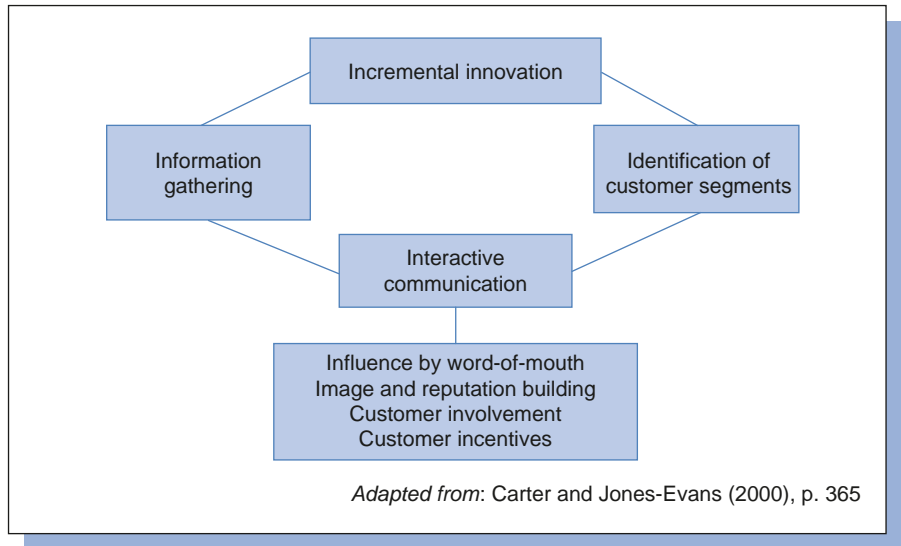 Incremental innovation
Information
gathering
Identification of
customer segments
Interactive
communication
Influence by word-of-mouth
Image and reputation building
Customer involvement
Customer incentives
Adapted from: Carter and Jones-Evans (2000), p. 365